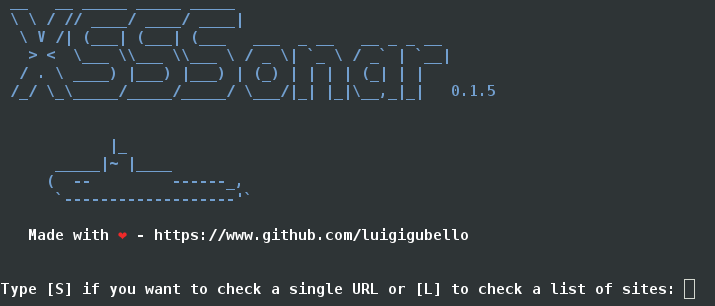 XSSSonar 0.1.5
Made with ❤ - https://www.github.com/luigigubello
Type [S] if you want to check a single URL or [L] to check a list of sites: